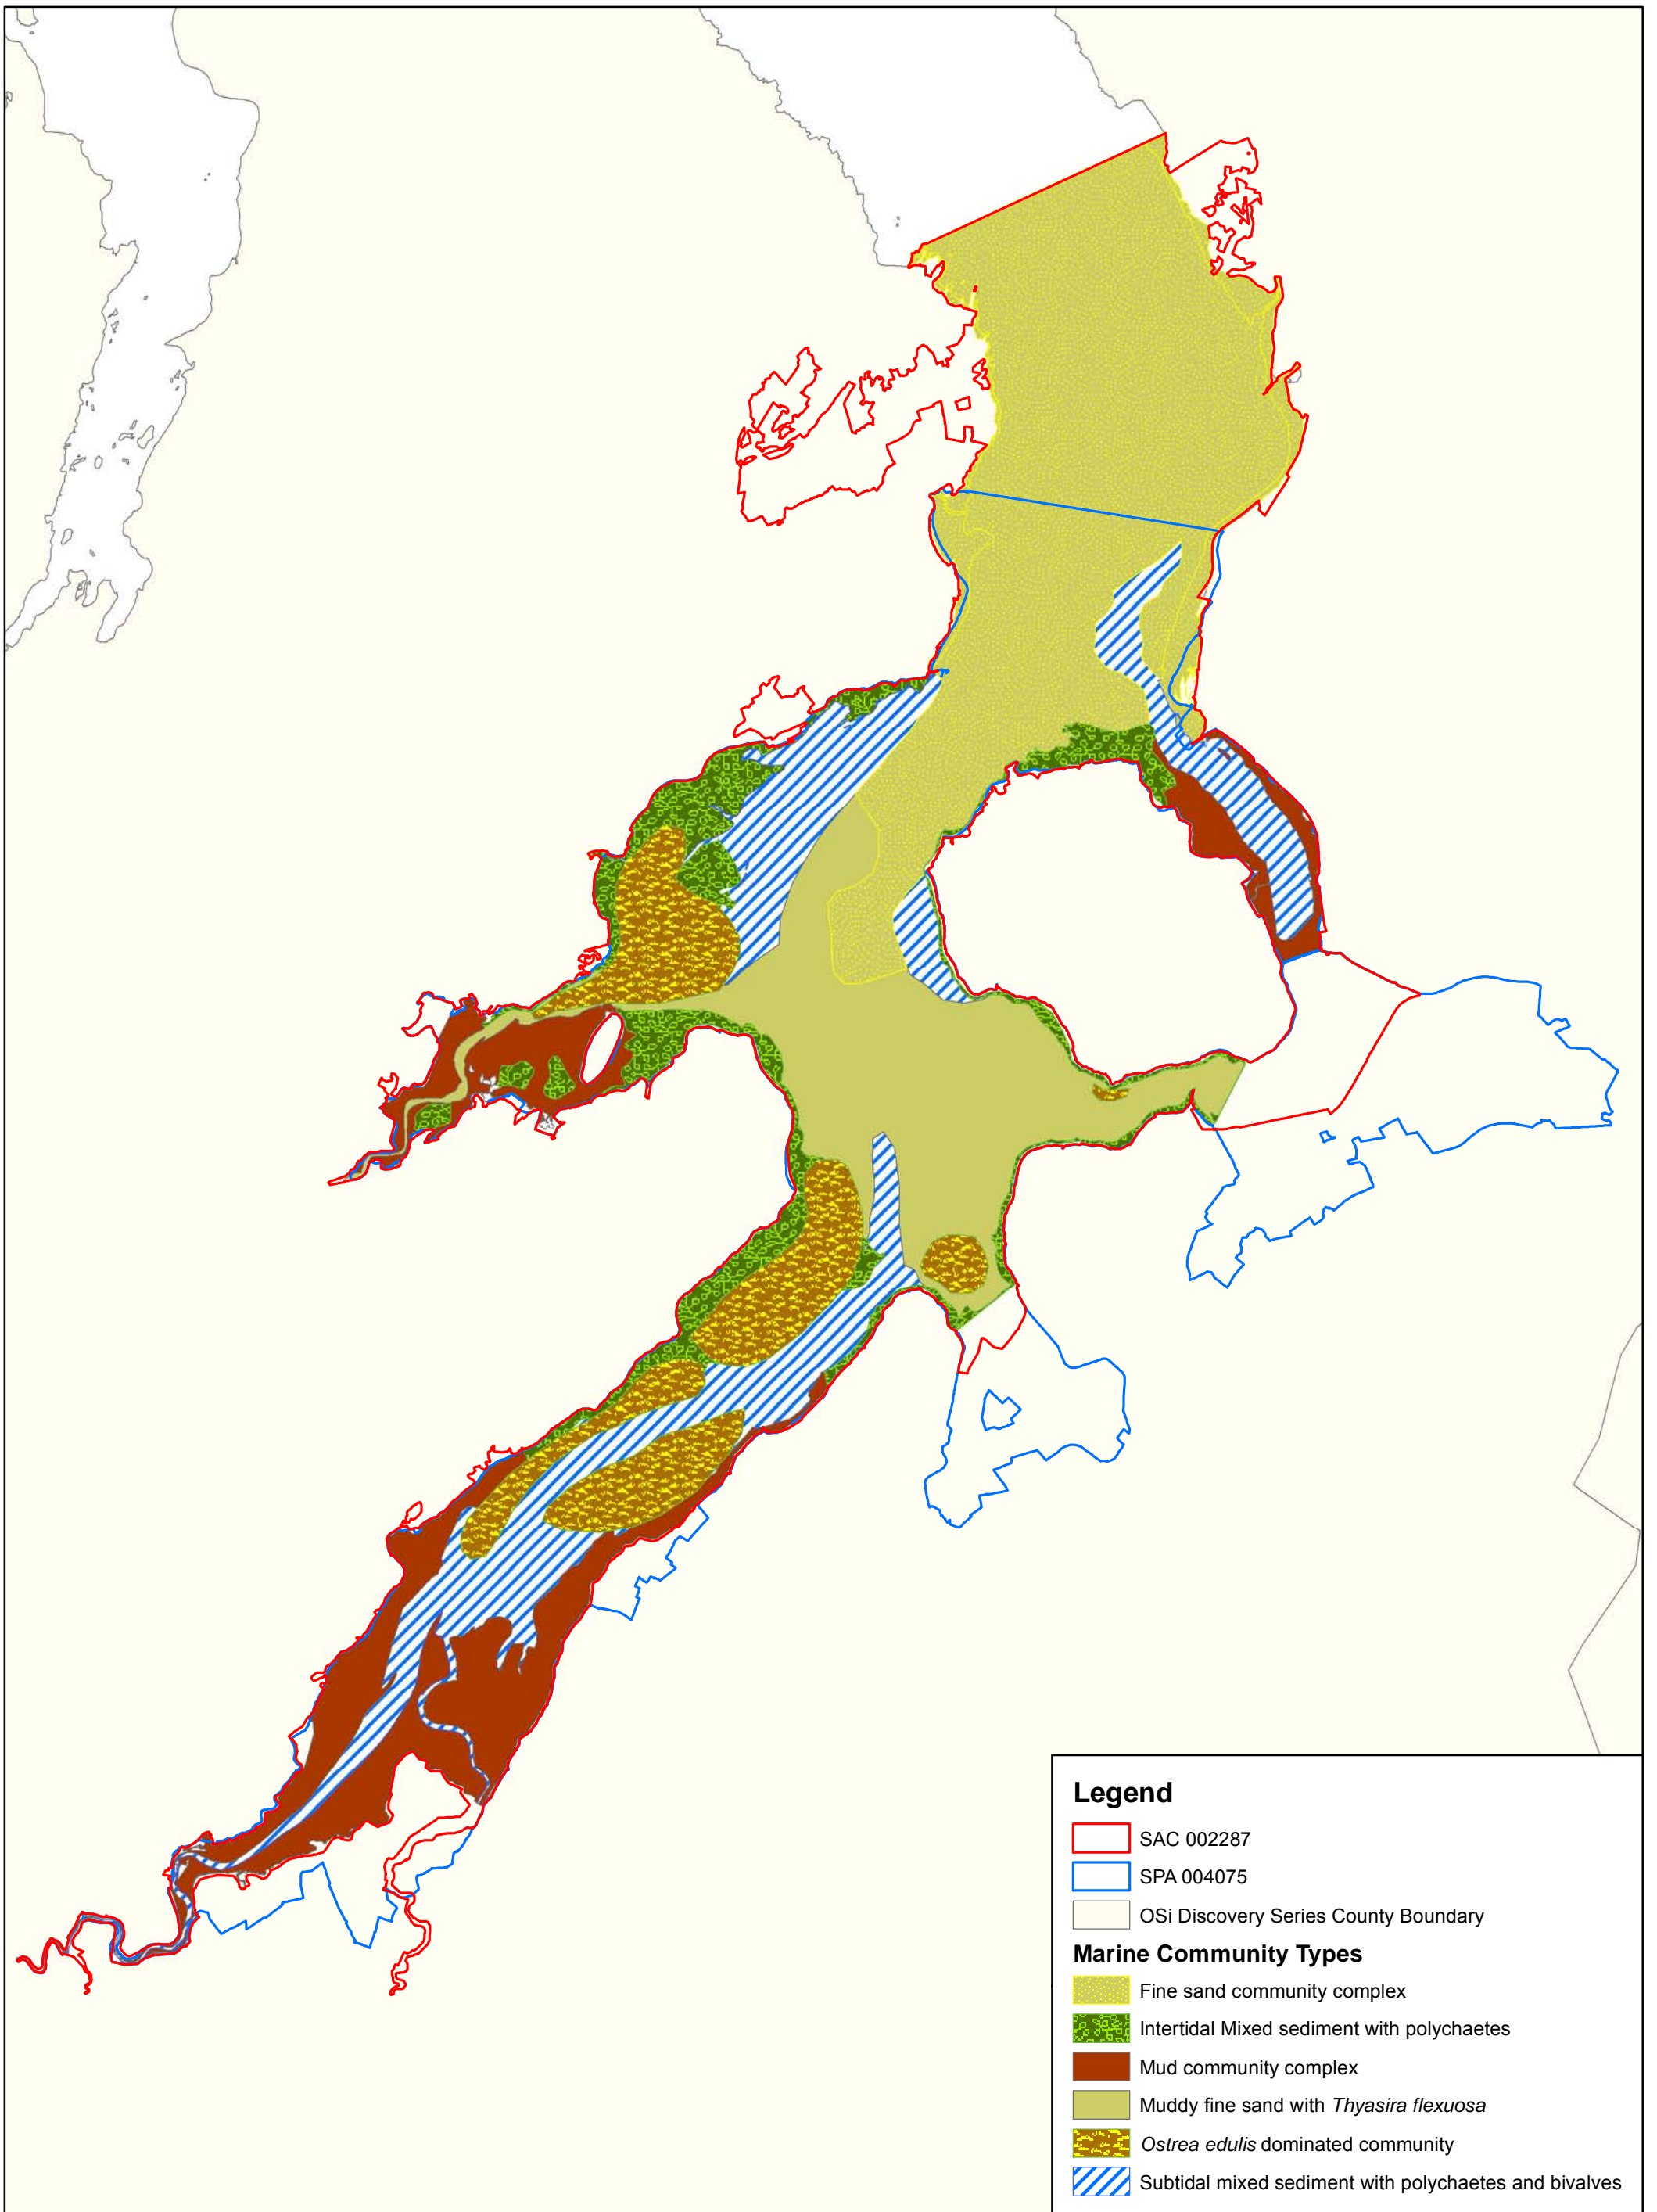 Legend
SAC 002287
SPA 004075
OSi Discovery Series County Boundary
Marine Community Types
Fine sand community complex
Intertidal Mixed sediment with polychaetes
Mud community complex
Muddy fine sand with Thyasira flexuosa
Ostrea edulis dominated community
Subtidal mixed sediment with polychaetes and bivalves